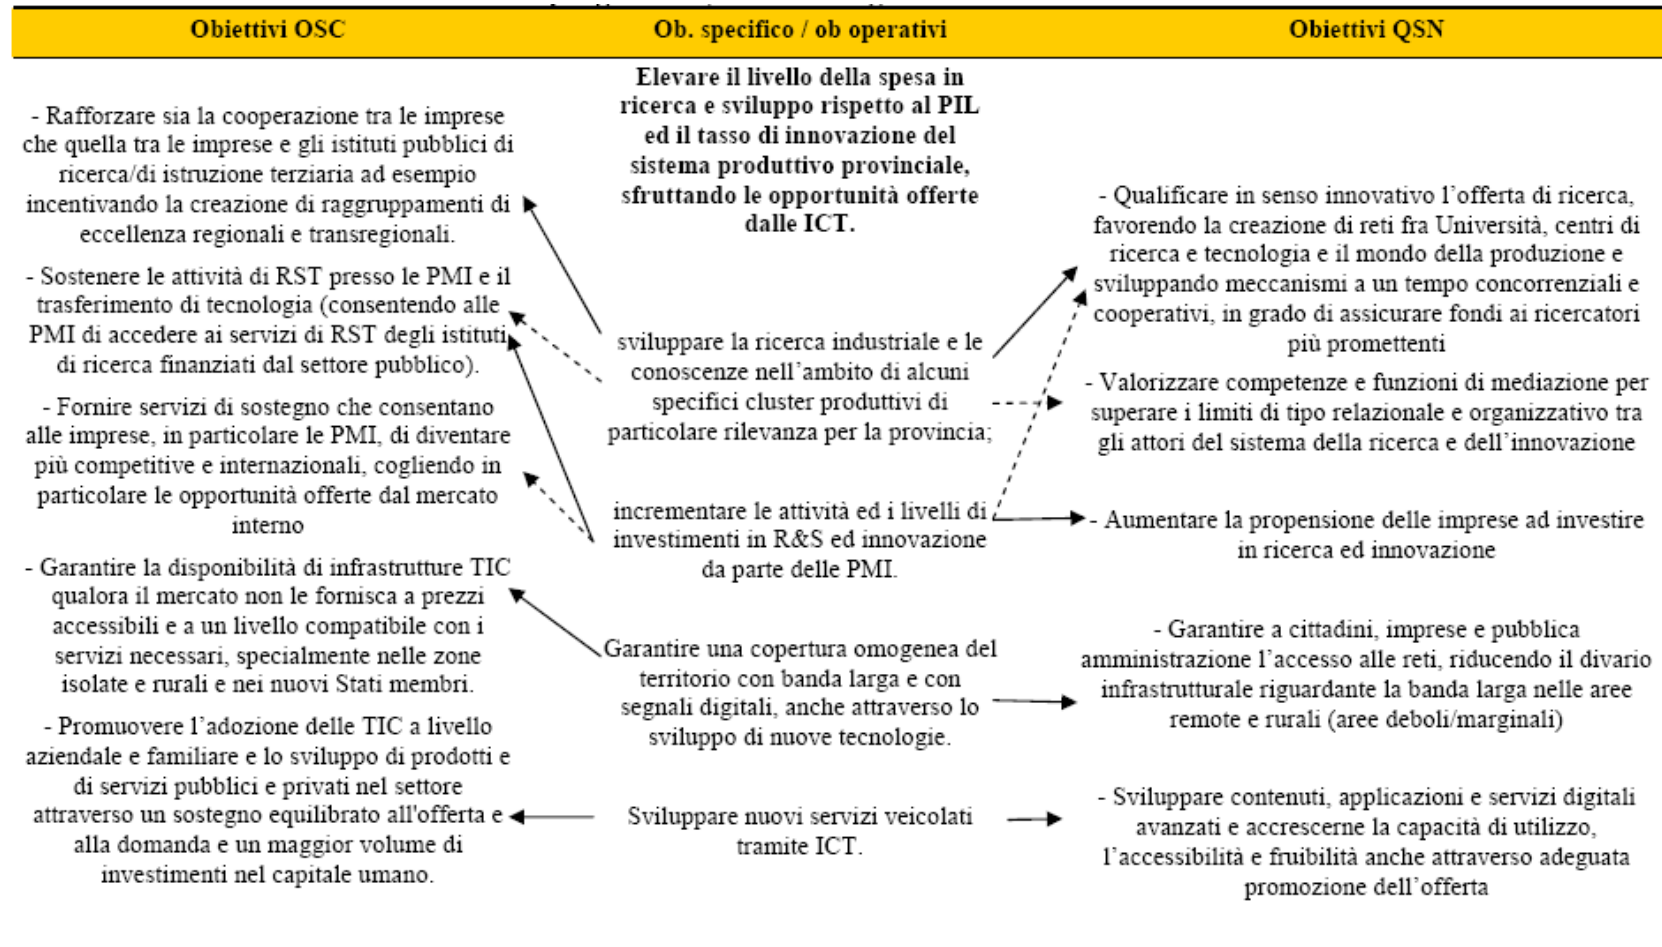 Obiettivi OSC
Ob. specifico / ob operativi
Obiettivi QSN
- Rafforzare sia la cooperazione tra le imprese
che quella tra le imprese e gli istituti pubblici di
ricerca/di istruzione terziaria ad esempio
incentivando la creazione di raggruppamenti di
eccellenza regionali e transregionali.
- Sostenere le attività di RST presso le PMI e il
trasferimento di tecnologia (consentendo alle
PMI di accedere ai servizi di RST degli istituti
di ricerca finanziati dal settore pubblico).
- Fornire servizi di sostegno che consentano
alle imprese, in particolare le PMI, di diventare
più competitive e internazionali, cogliendo in
particolare le opportunità offerte dal mercato
interno
- Garantire la disponibilità di infrastrutture TIC
qualora il mercato non le fornisca a prezzi
accessibili e a un livello compatibile con i
servizi necessari, specialmente nelle zone
isolate e rurali e nei nuovi Stati membri.
- Promuovere l'adozione delle TIC a livello
aziendale e familiare e lo sviluppo di prodotti e
di servizi pubblici e privati nel settore
attraverso un sostegno equilibrato all'offerta e
alla domanda e un maggior volume di
investimenti nel capitale umano.
Elevare il livello della spesa in
ricerca e sviluppo rispetto al PIL
ed il tasso di innovazione del
sistema produttivo provinciale,
sfruttando le opportunità offerte
dalle ICT.
sviluppare la ricerca industriale e le
conoscenze nell'ambito di alcuni
specifici cluster produttivi di
particolare rilevanza per la provincia;
incrementare le attività ed i livelli di
investimenti in R&S ed innovazione
da parte delle PMI.
Garantire una copertura omogenea del
territorio con banda larga e con
segnali digitali, anche attraverso lo
sviluppo di nuove tecnologie.
Sviluppare nuovi servizi veicolati
tramite ICT.
- Qualificare in senso innovativo l'offerta di ricerca,
favorendo la creazione di reti fra Università, centri di
ricerca e tecnologia e il mondo della produzione e
sviluppando meccanismi a un tempo concorrenziali e
cooperativi, in grado di assicurare fondi ai ricercatori
più promettenti
- Valorizzare competenze e funzioni di mediazione per
superare i limiti di tipo relazionale e organizzativo tra
gli attori del sistema della ricerca e dell'innovazione
- Aumentare la propensione delle imprese ad investire
in ricerca ed innovazione
- Garantire a cittadini, imprese e pubblica
amministrazione l'accesso alle reti, riducendo il divario
infrastrutturale riguardante la banda larga nelle aree
remote e rurali (aree deboli/marginali)
- Sviluppare contenuti, applicazioni e servizi digitali
avanzati e accrescerne la capacità di utilizzo,
l'accessibilità e fruibilità anche attraverso adeguata
promozione dell'offerta